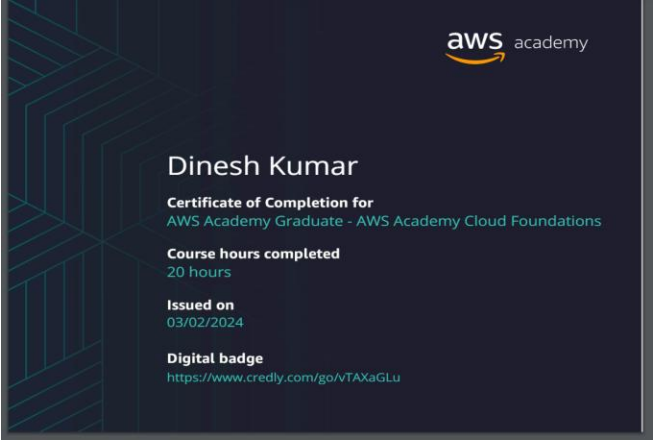 aws academy
Dinesh Kumar
Certificate of Completion for
AWS Academy Graduate - AWS Academy Cloud Foundations
Course hours completed
20 hours
Issued on
03/02/2024
Digital badge
https://www.credly.com/go/vTAXaGLu